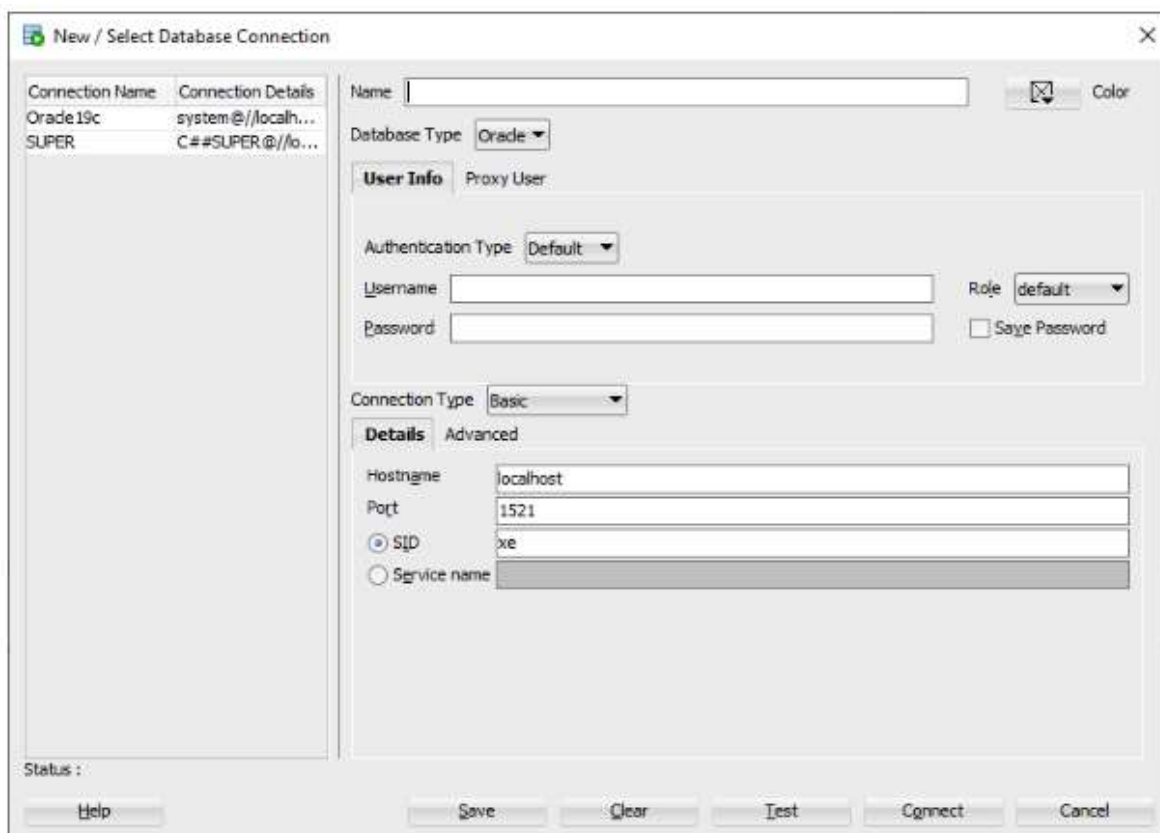 New / Select Database Connection
Connection Name Connection Details
Oracle19c system@//localh...
SUPER C##SUPER@//lo...
Name Color
Database Type Oracle
User Info Proxy User
Authentication Type Default
Username Role default
Password Save Password
Connection Type Basic
Details Advanced
Hostname localhost
Port 1521
SID xe
Service name
Status :
Help Save Clear Test Connect Cancel